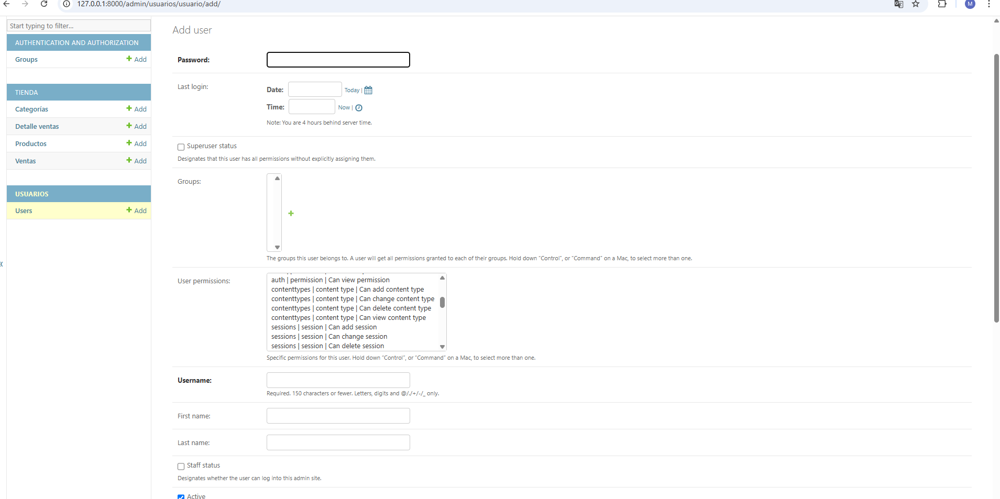 127.0.0.1:8000/admin/usuarios/usuario/add/
M
Start typing to filter...
AUTHENTICATION AND AUTHORIZATION
Groups + Add
TIENDA
Categorías + Add
Detalle ventas + Add
Productos + Add
Ventas + Add
USUARIOS
Users + Add
«
Add user
Password:
Last login:
Date: Today |
Time: Now |
Note: You are 4 hours behind server time.
Superuser status
Designates that this user has all permissions without explicitly assigning them.
Groups:
The groups this user belongs to. A user will get all permissions granted to each of their groups. Hold down “Control”, or “Command” on a Mac, to select more than one.
User permissions:
auth | permission | Can view permission
contenttypes | content type | Can add content type
contenttypes | content type | Can change content type
contenttypes | content type | Can delete content type
contenttypes | content type | Can view content type
sessions | session | Can add session
sessions | session | Can change session
sessions | session | Can delete session
Specific permissions for this user. Hold down “Control”, or “Command” on a Mac, to select more than one.
Username:
Required. 150 characters or fewer. Letters, digits and @/./+/-/_ only.
First name:
Last name:
Staff status
Designates whether the user can log into this admin site.
Active